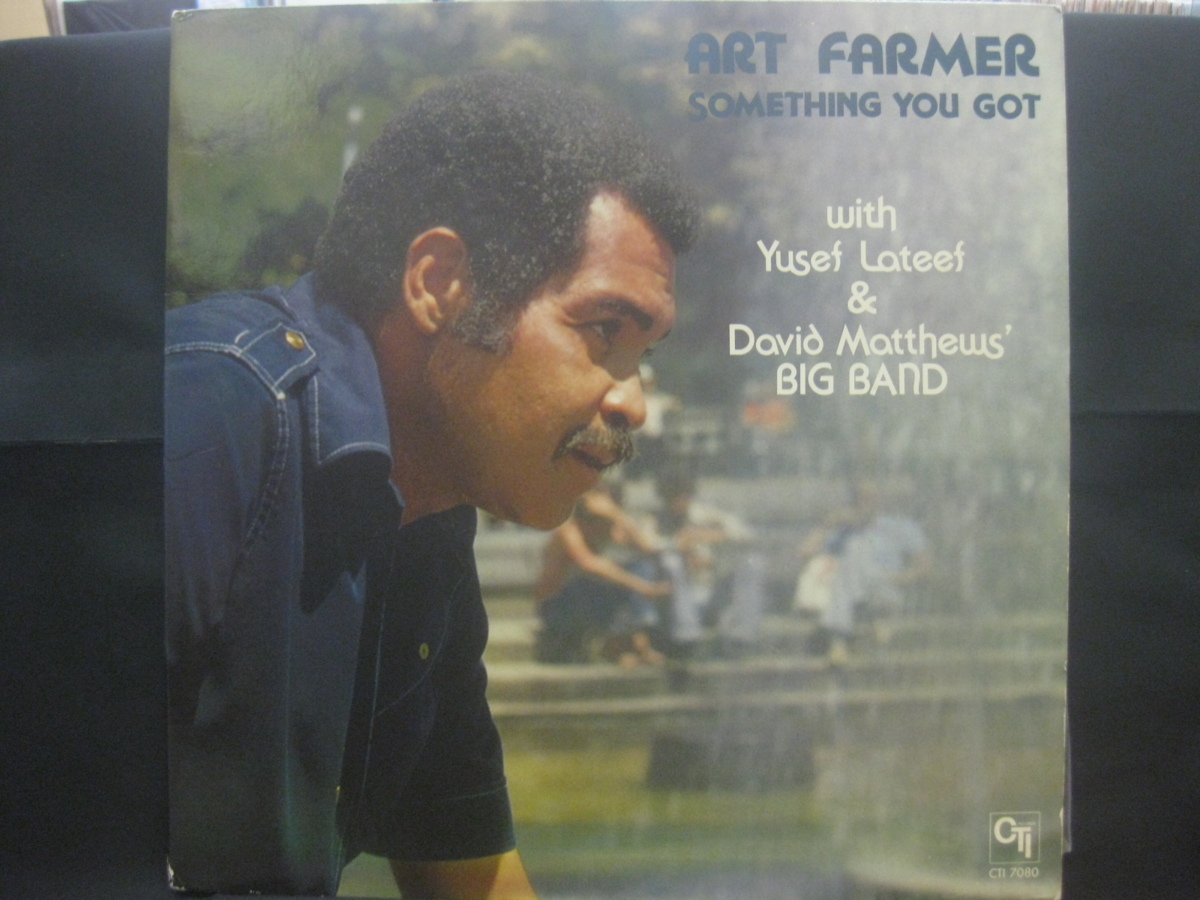 ART FARMER
SOMETHING YOU GOT
with
Yusef Lateef
&
David Matthews'
BIG BAND
CTI
CTI 7080